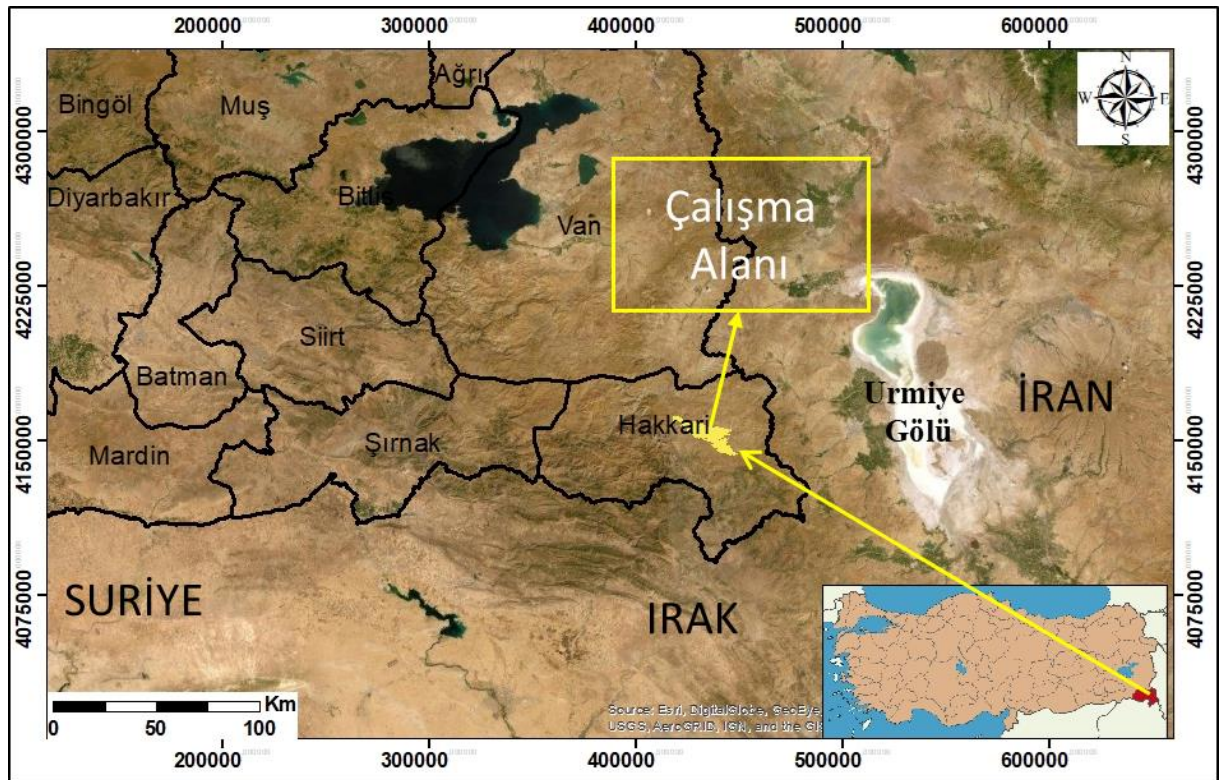 200000 300000 400000 500000 600000
N
W E
S
4300000 4300000
4225000 4225000
4150000 4150000
4075000 4075000
Ağrı
Bingöl
Muş
Diyarbakır
Bitlis
Van
Çalışma
Alanı
Siirt
Batman
Urmiye
Gölü
İRAN
Hakkari
Mardin
Şırnak
SURİYE
IRAK
Km
0 50 100
Source: Esri, DigitalGlobe, GeoEye,
USGS, AeroGRID, IGN, and the GIS
200000 300000 400000 500000 600000